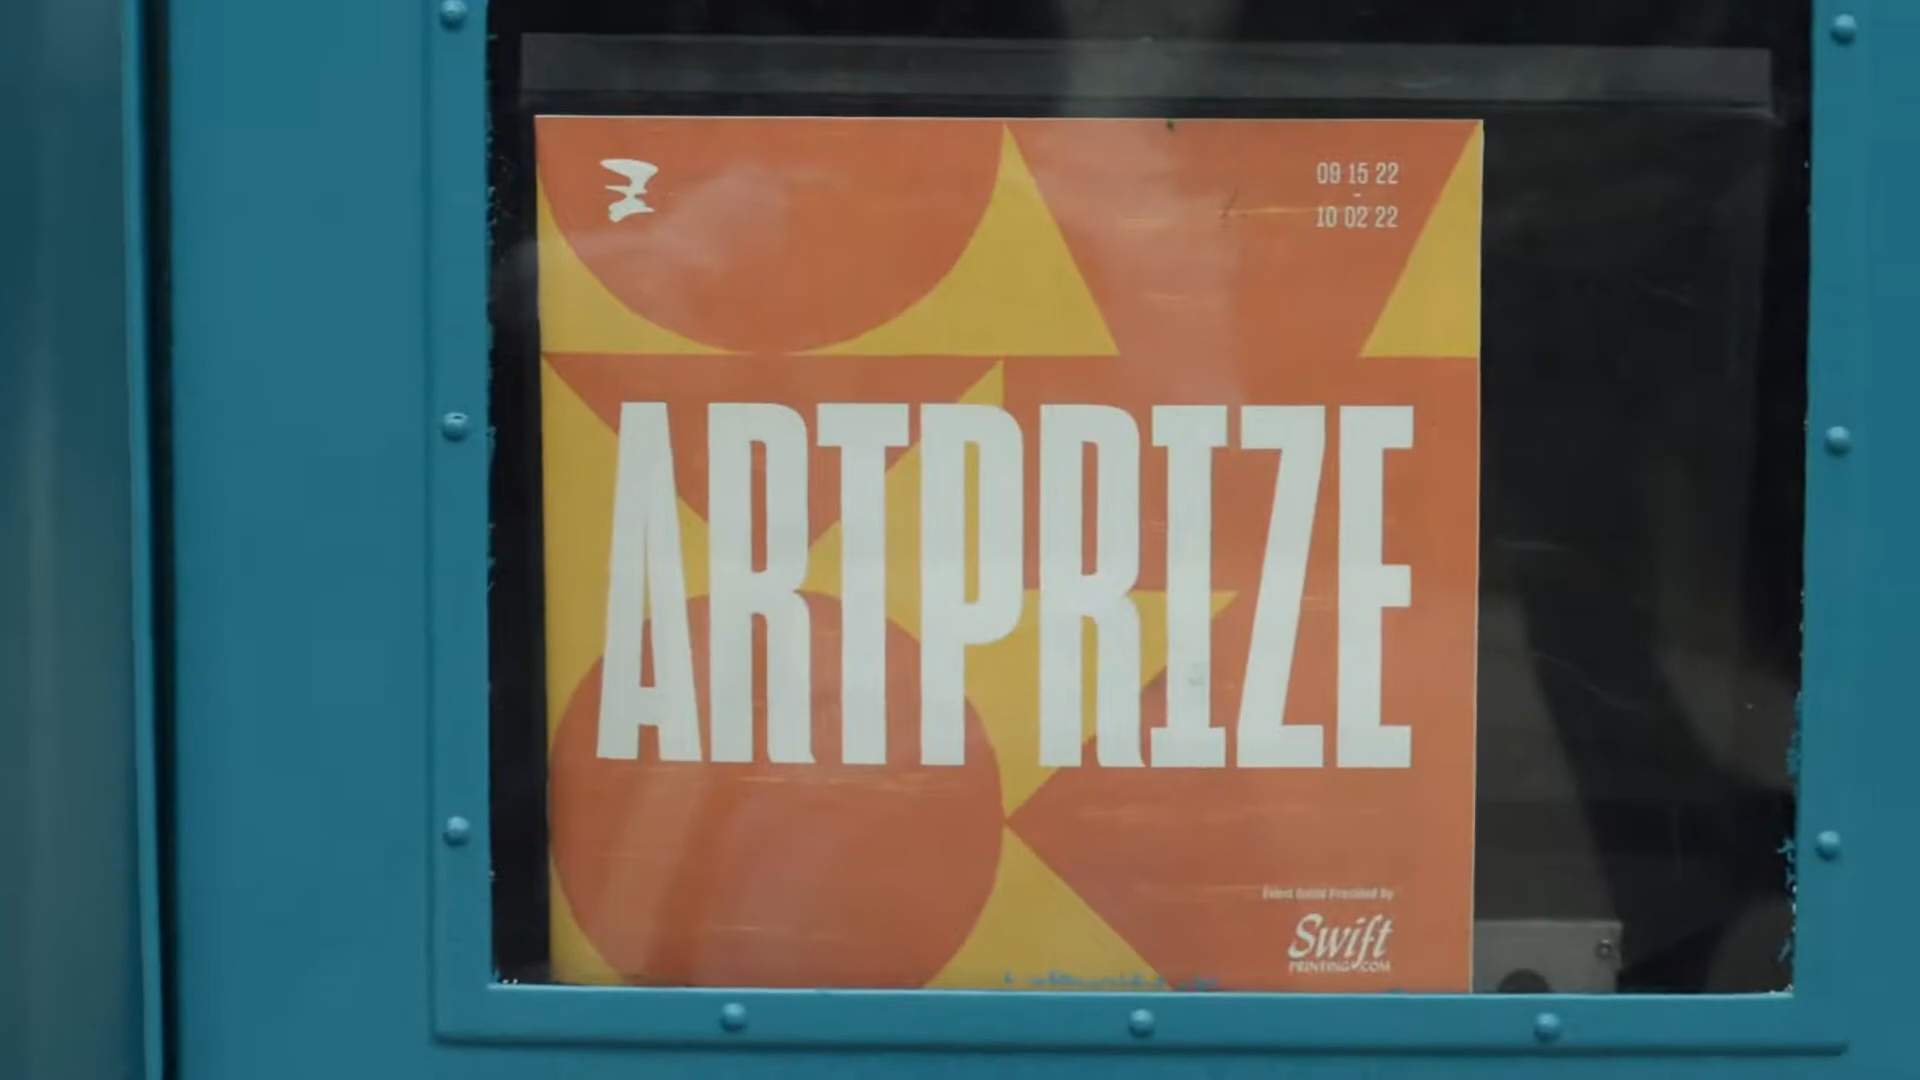 09 15 22
-
10 02 22
ARTPRIZE
Event Guide Provided By
Swift
PRINTING.COM